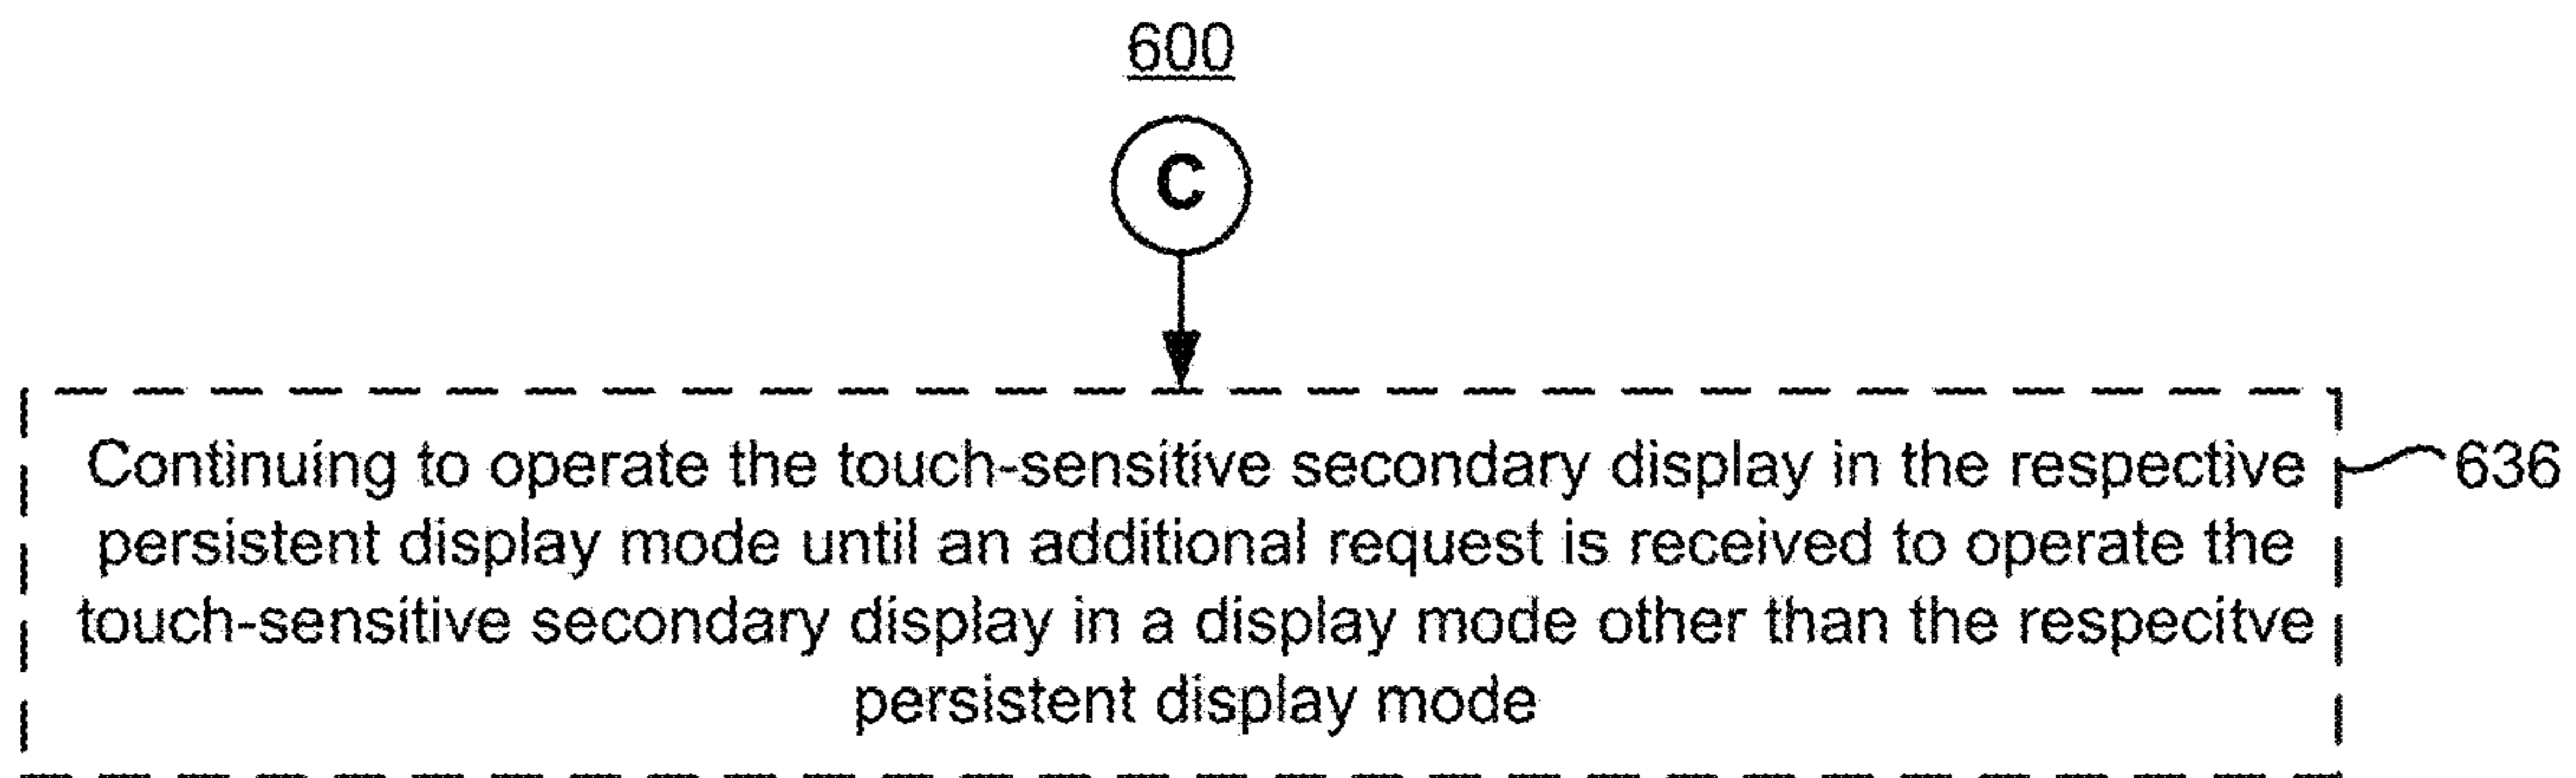 600
C
Continuing to operate the touch-sensitive secondary display in the respective
636
persistent display mode until an additional request is received to operate the
touch-sensitive secondary display in a display mode other than the respecitve
persistent display mode